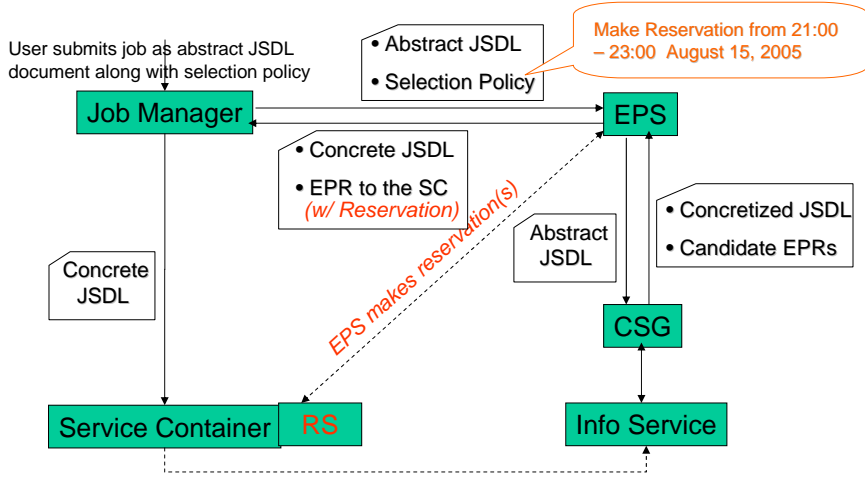 User submits job as abstract JSDL
document along with selection policy
• Abstract JSDL
• Selection Policy
Make Reservation from 21:00
– 23:00 August 15, 2005
Job Manager
EPS
• Concrete JSDL
• EPR to the SC
(w/ Reservation)
EPS makes reservation(s)
Abstract
JSDL
• Concretized JSDL
• Candidate EPRs
Concrete
JSDL
CSG
Service Container
RS
Info Service